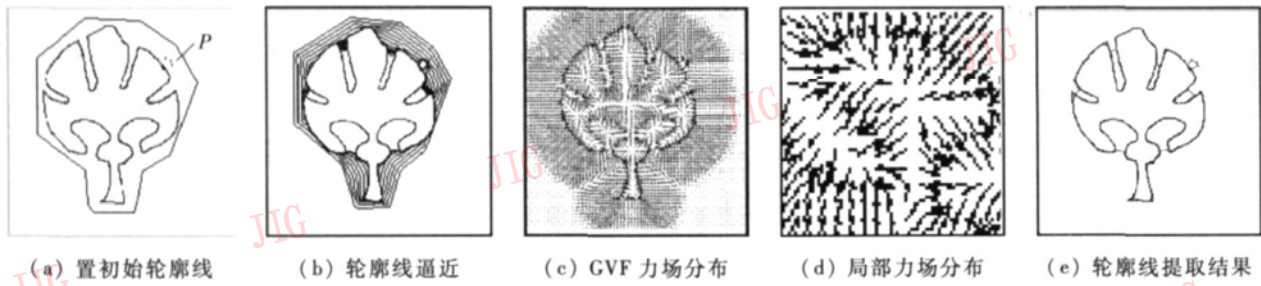 P
JIG
JIG
JIG
JIG
JIG
(a) 置初始轮廓线
(b) 轮廓线逼近
(c) GVF 力场分布
(d) 局部力场分布
(e) 轮廓线提取结果